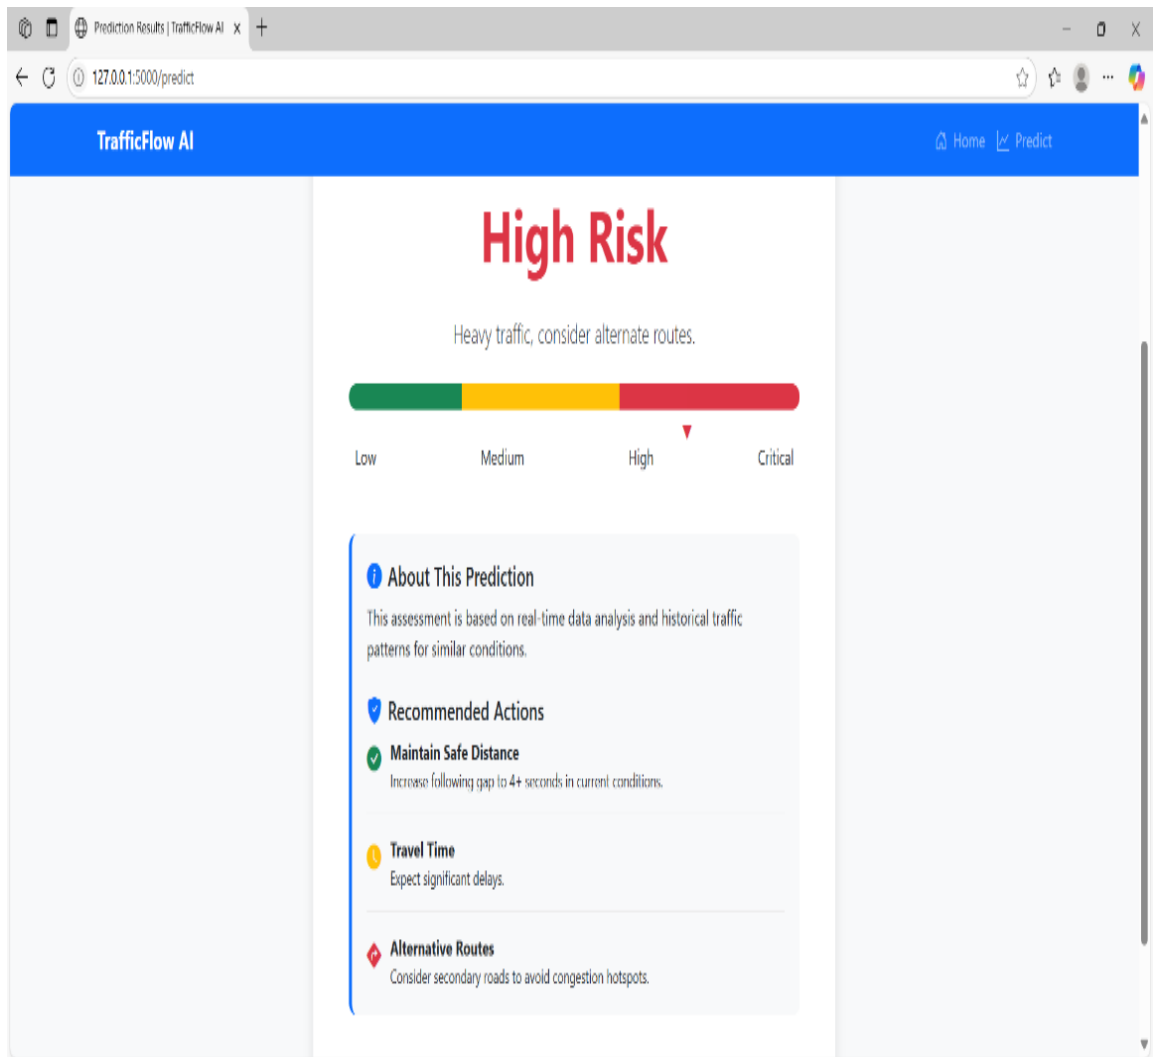 Prediction Results | TrafficFlow AI
127.0.0.1:5000/predict
TrafficFlow AI
Home
Predict
High Risk
Heavy traffic, consider alternate routes.
Low
Medium
High
Critical
About This Prediction
This assessment is based on real-time data analysis and historical traffic
patterns for similar conditions.
Recommended Actions
Maintain Safe Distance
Increase following gap to 4+ seconds in current conditions.
Travel Time
Expect significant delays.
Alternative Routes
Consider secondary roads to avoid congestion hotspots.